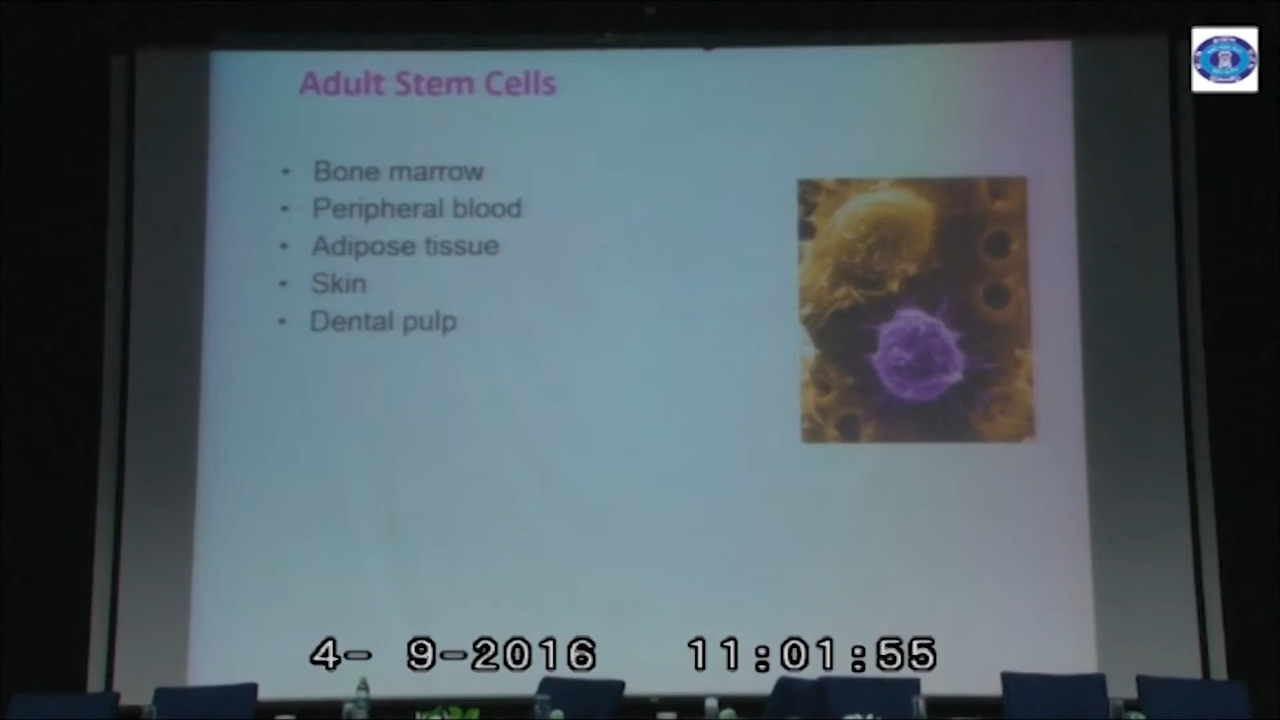 Adult Stem Cells
• Bone marrow
• Peripheral blood
• Adipose tissue
• Skin
• Dental pulp
4- 9-2016 11:01:55